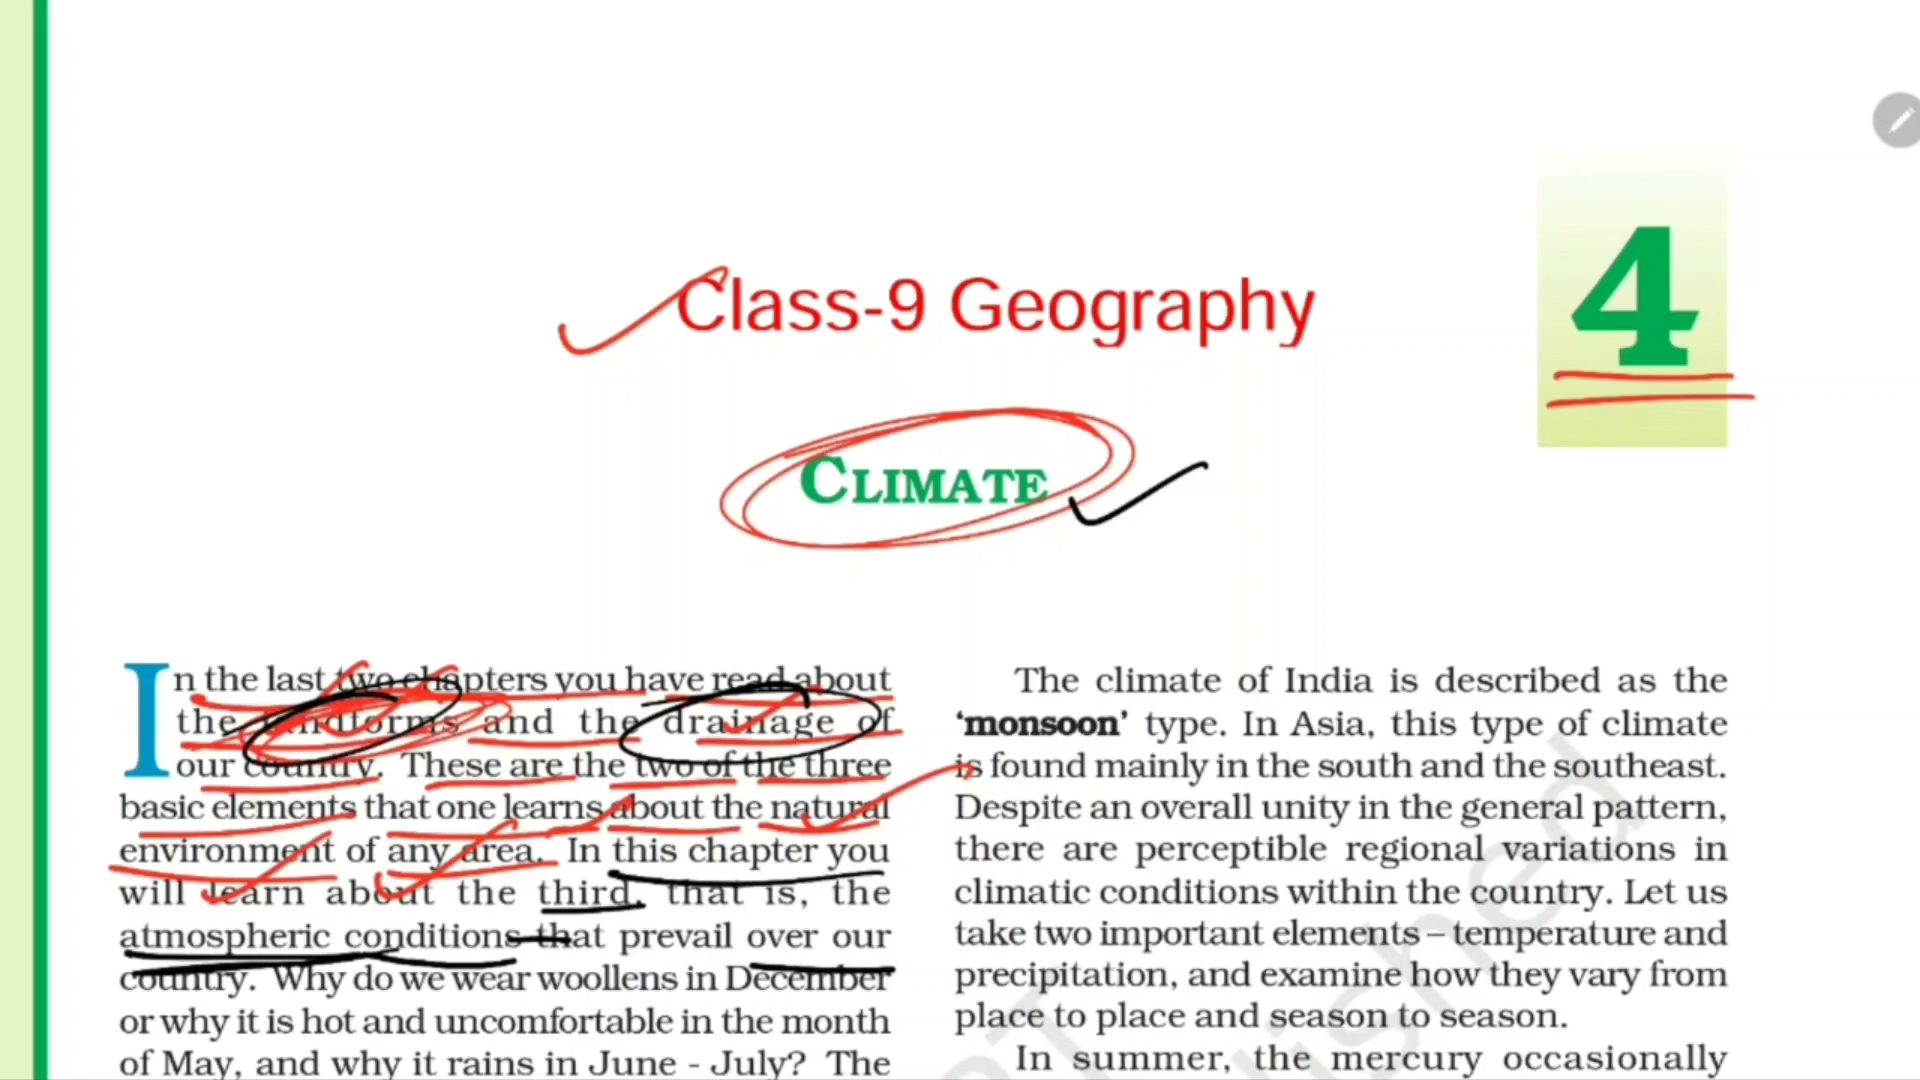 Class-9 Geography
4
CLIMATE
In the last two chapters you have read about
the landforms and the drainage of
our country. These are the two of the three
basic elements that one learns about the natural
environment of any area. In this chapter you
will learn about the third, that is, the
atmospheric conditions that prevail over our
country. Why do we wear woollens in December
or why it is hot and uncomfortable in the month
of May, and why it rains in June - July? The
The climate of India is described as the
‘monsoon’ type. In Asia, this type of climate
is found mainly in the south and the southeast.
Despite an overall unity in the general pattern,
there are perceptible regional variations in
climatic conditions within the country. Let us
take two important elements – temperature and
precipitation, and examine how they vary from
place to place and season to season.
In summer, the mercury occasionally